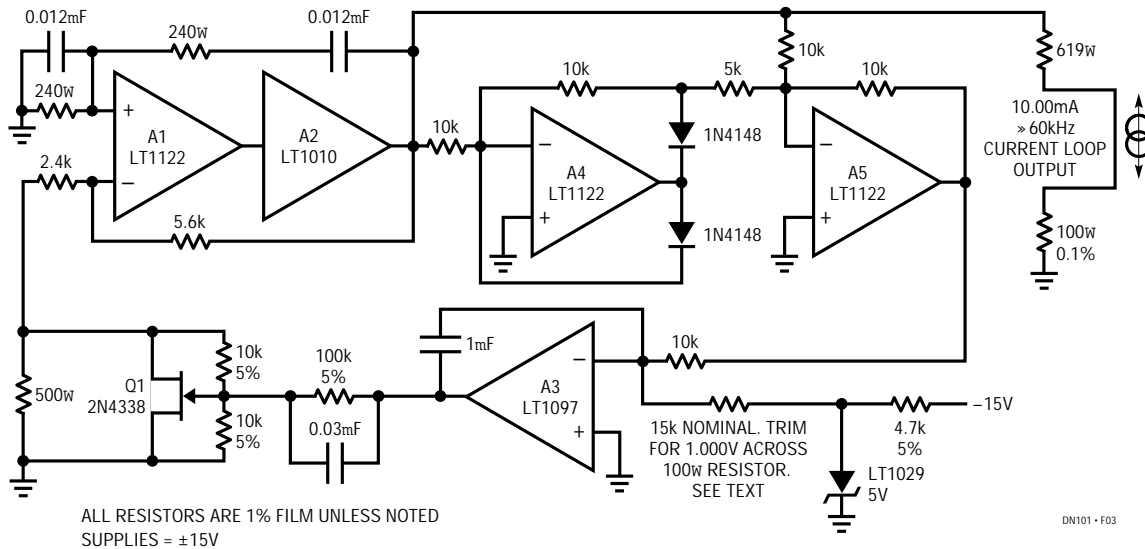 0.012mF
240W
0.012mF
240W
+
A1
LT1122
−
A2
LT1010
2.4k
5.6k
10k
10k
5k
10k
10k
−
A4
LT1122
+
1N4148
1N4148
−
A5
LT1122
+
619W
10.00mA
» 60kHz
CURRENT LOOP
OUTPUT
100W
0.1%
500W
Q1
2N4338
10k
5%
10k
5%
100k
5%
0.03mF
1mF
−
A3
LT1097
+
10k
15k NOMINAL. TRIM
FOR 1.000V ACROSS
100W RESISTOR.
SEE TEXT
4.7k
5%
−15V
LT1029
5V
ALL RESISTORS ARE 1% FILM UNLESS NOTED
SUPPLIES = ±15V
DN101 • F03